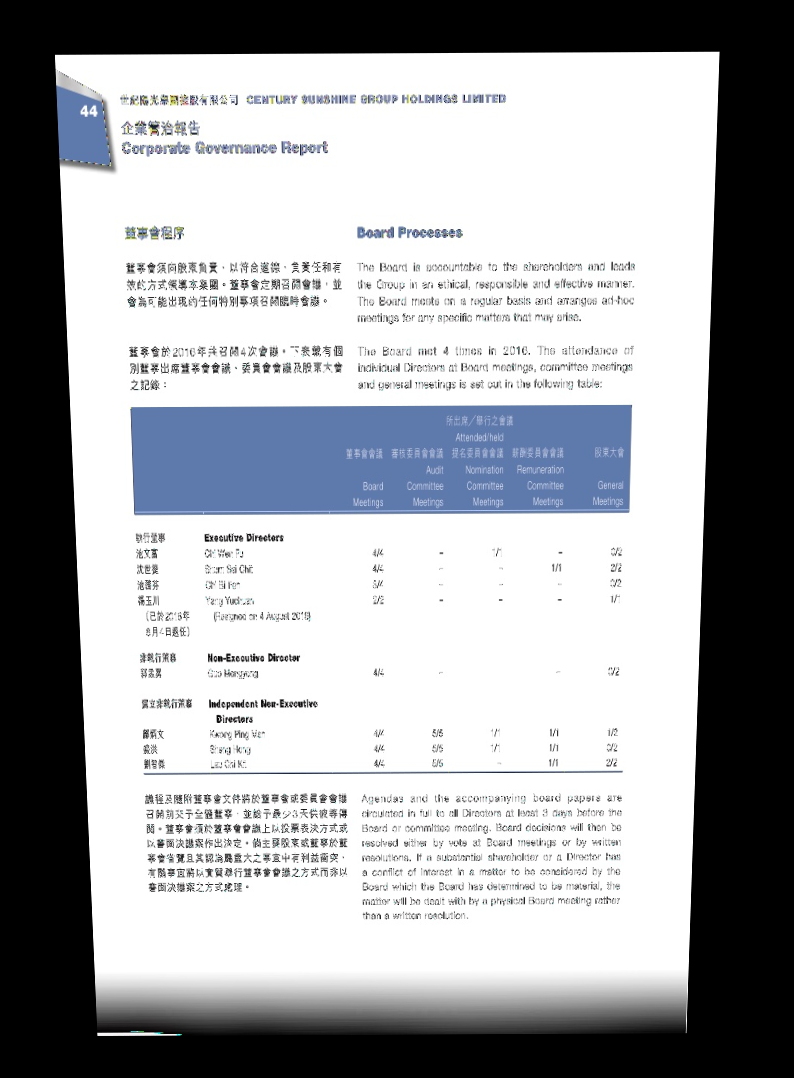 44
世紀陽光集團控股有限公司 CENTURY SUNSHINE GROUP HOLDINGS LIMITED
企業管治報告
Corporate Governance Report
董事會程序
董事會須向股東負責，以符合道德、負責任和有
效的方式領導本集團。董事會定期召開會議，並
會為可能出現的任何特別事項召開臨時會議。
Board Processes
The Board is accountable to the shareholders and leads
the Group in an ethical, responsible and effective manner.
The Board meets on a regular basis and arranges ad-hoc
meetings for any specific matters that may arise.
董事會於2016年共召開4次會議。下表載有個
別董事出席董事會會議、委員會會議及股東大會
之記錄：
The Board met 4 times in 2016. The attendance of
individual Directors at Board meetings, committee meetings
and general meetings is set out in the following table:
所出席／舉行之會議
Attended/held
董事會會議 審核委員會會議 提名委員會會議 薪酬委員會會議 股東大會
Audit Nomination Remuneration
Board Committee Committee Committee General
Meetings Meetings Meetings Meetings Meetings
執行董事 Executive Directors
池文富 Chi Wen Fu 4/4 – 1/1 – 0/2
沈世捷 Shum Sai Chit 4/4 – – 1/1 2/2
池碧芬 Chi Bi Fen – – – 0/2
楊玉川 Yang Yuchuan 2/2 – – – 1/1
（已於2016年 (Resigned on 4 August 2016)
8月4日退任）
非執行董事 Non-Executive Director
郭孟勇 Guo Mengyong 4/4 – – 0/2
獨立非執行董事 Independent Non-Executive
Directors
鄺炳文 Kwong Ping Man 4/4 5/5 1/1 1/1 1/2
盛洪 Sheng Hong 4/4 5/5 1/1 1/1 0/2
劉智傑 Lau Chi Kit 4/4 5/5 – 1/1 2/2
議程及隨附董事會文件將於董事會或委員會會議
召開前交予全體董事，並給予最少3天供彼等傳
閱。董事會須於董事會會議上以投票表決方式或
以書面決議案作出決定。倘主要股東或董事於董
事會省覽且其認為屬重大之事宜中有利益衝突，
有關事宜將以實質舉行董事會會議之方式而非以
書面決議案之方式處理。
Agendas and the accompanying board papers are
circulated in full to all Directors at least 3 days before the
Board or committee meeting. Board decisions will then be
resolved either by vote at Board meetings or by written
resolutions. If a substantial shareholder or a Director has
a conflict of interest in a matter to be considered by the
Board which the Board has determined to be material, the
matter will be dealt with by a physical Board meeting rather
than a written resolution.